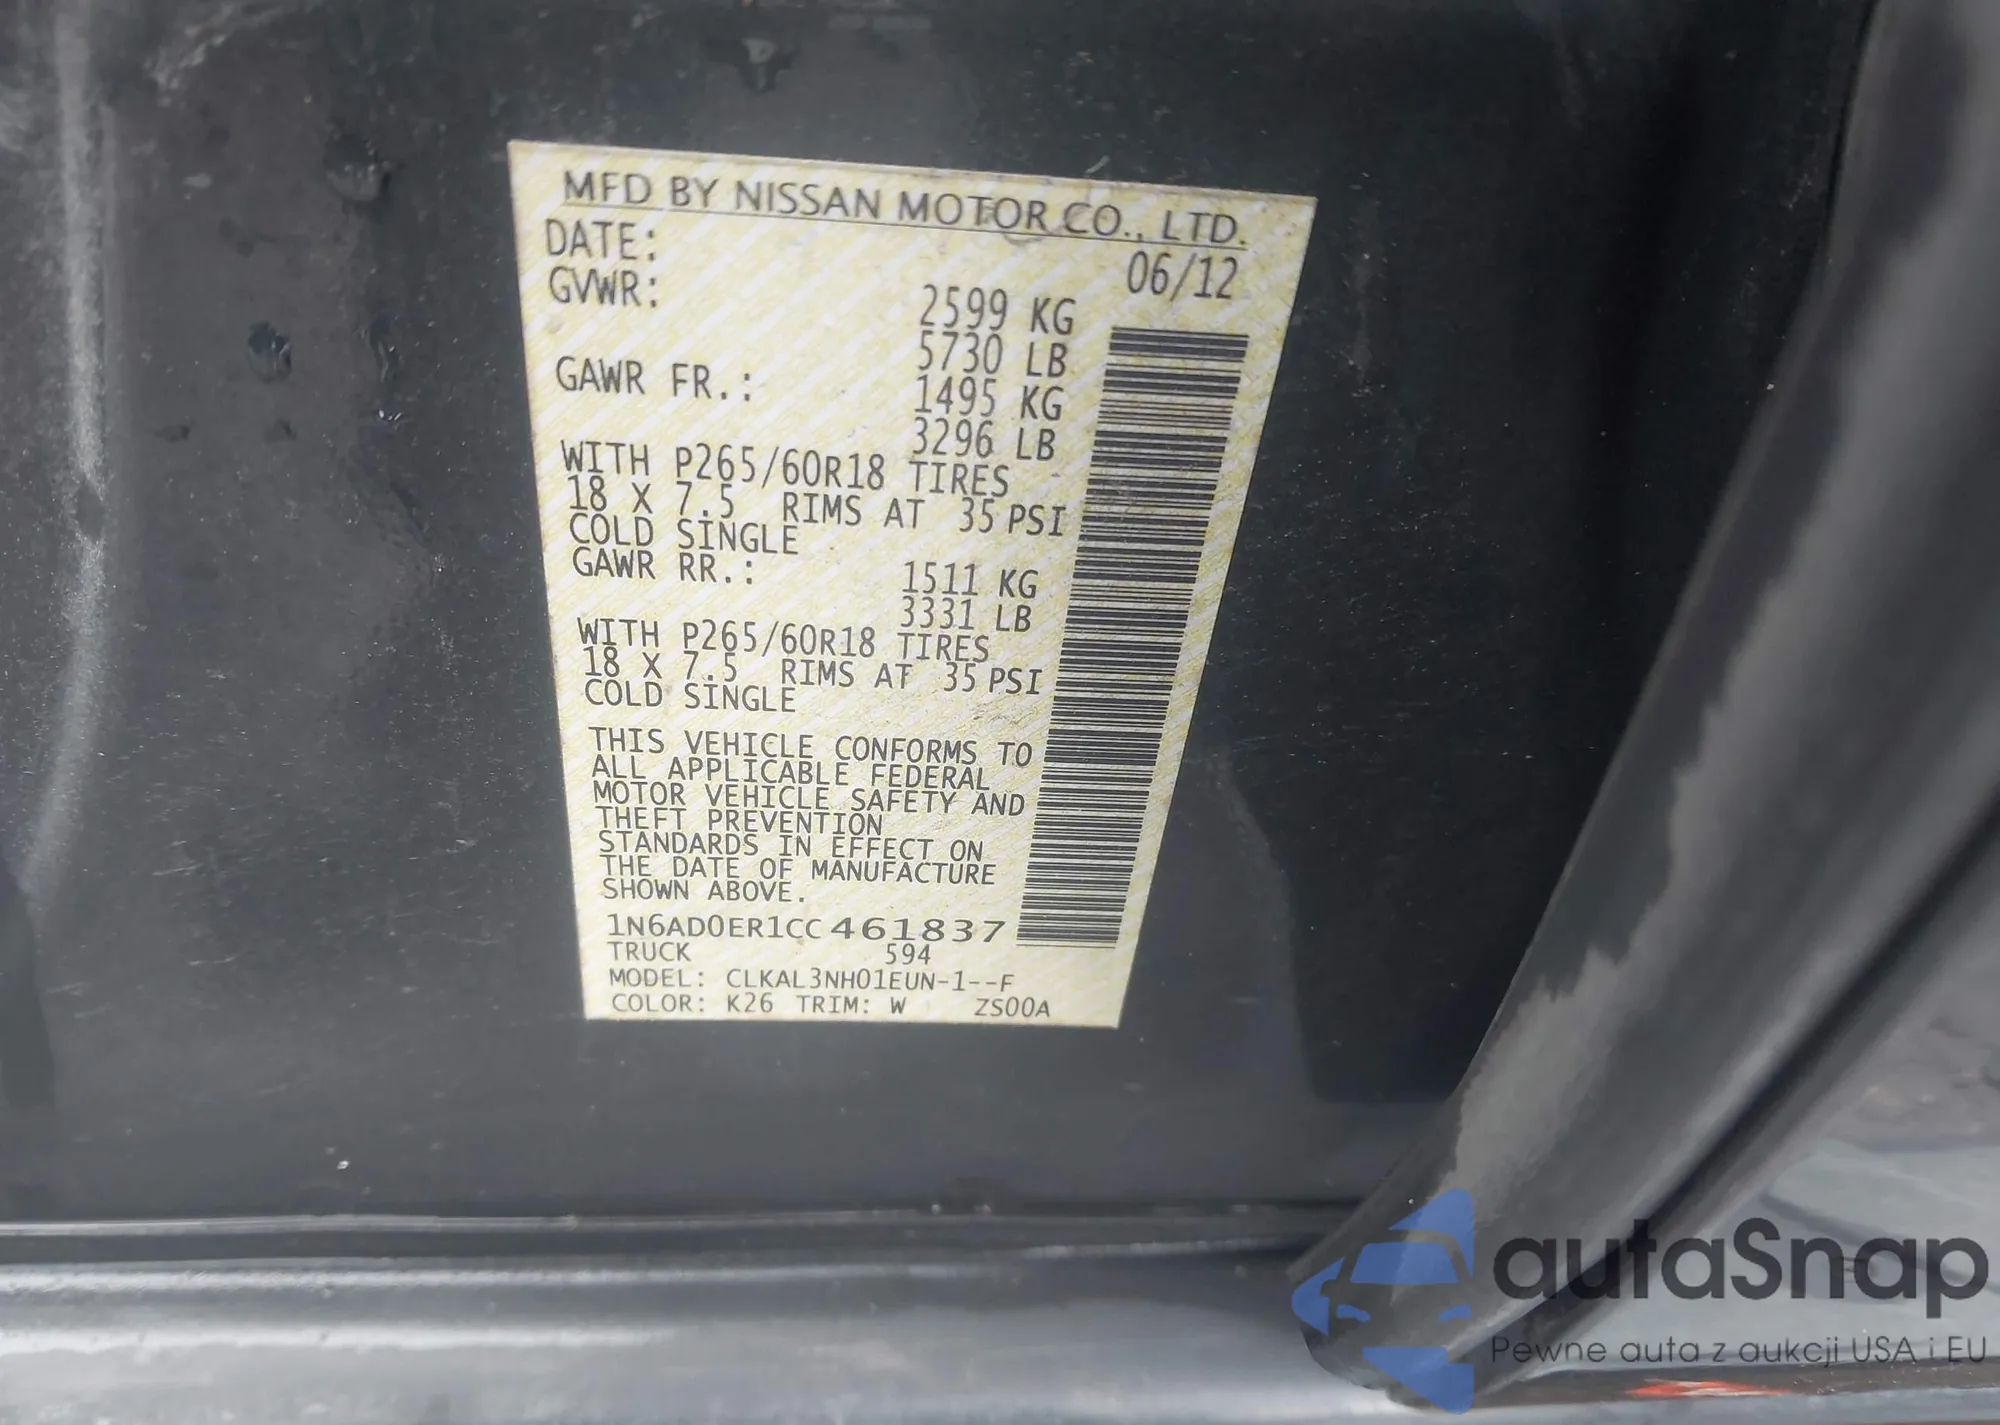 MFD BY NISSAN MOTOR CO., LTD.
DATE: 06/12
GVWR: 2599 KG
5730 LB
GAWR FR.: 1495 KG
3296 LB
WITH P265/60R18 TIRES
18 X 7.5 RIMS AT 35 PSI
COLD SINGLE
GAWR RR.: 1511 KG
3331 LB
WITH P265/60R18 TIRES
18 X 7.5 RIMS AT 35 PSI
COLD SINGLE
THIS VEHICLE CONFORMS TO
ALL APPLICABLE FEDERAL
MOTOR VEHICLE SAFETY AND
THEFT PREVENTION
STANDARDS IN EFFECT ON
THE DATE OF MANUFACTURE
SHOWN ABOVE.
1N6AD0ER1CC461837
TRUCK 594
MODEL: CLKAL3NH01EUN-1--F
COLOR: K26 TRIM: W ZS00A
autaSnap
Pewne auta z aukcji USA i EU